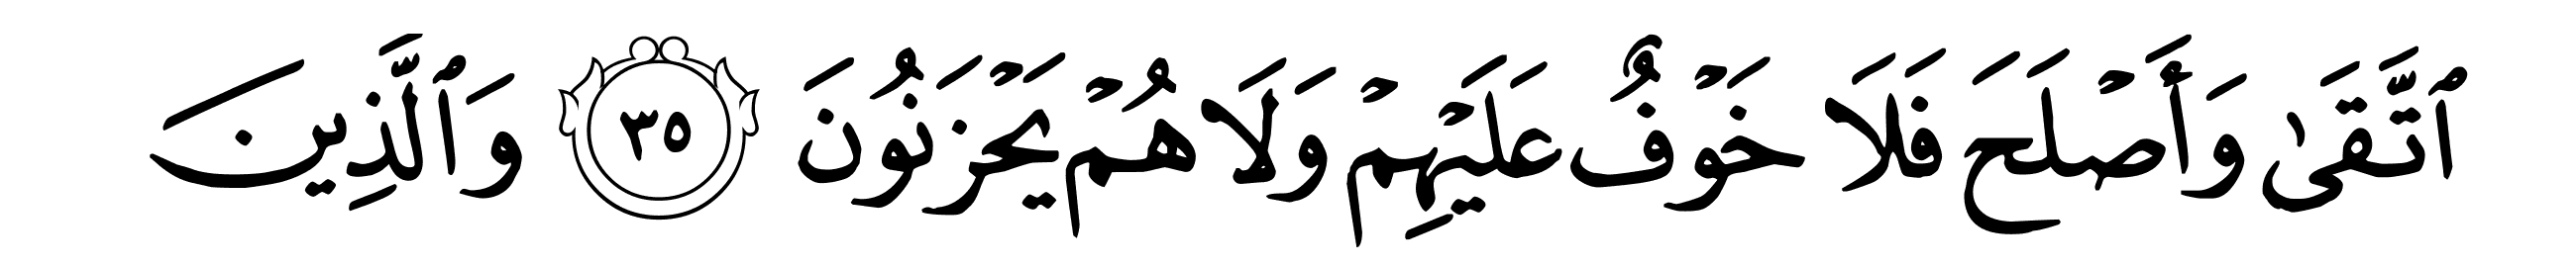 ٱتَّقَىٰ وَأَصۡلَحَ فَلَا خَوۡفٌ عَلَيۡهِمۡ وَلَا هُمۡ يَحۡزَنُونَ ٣٥ وَٱلَّذِينَ